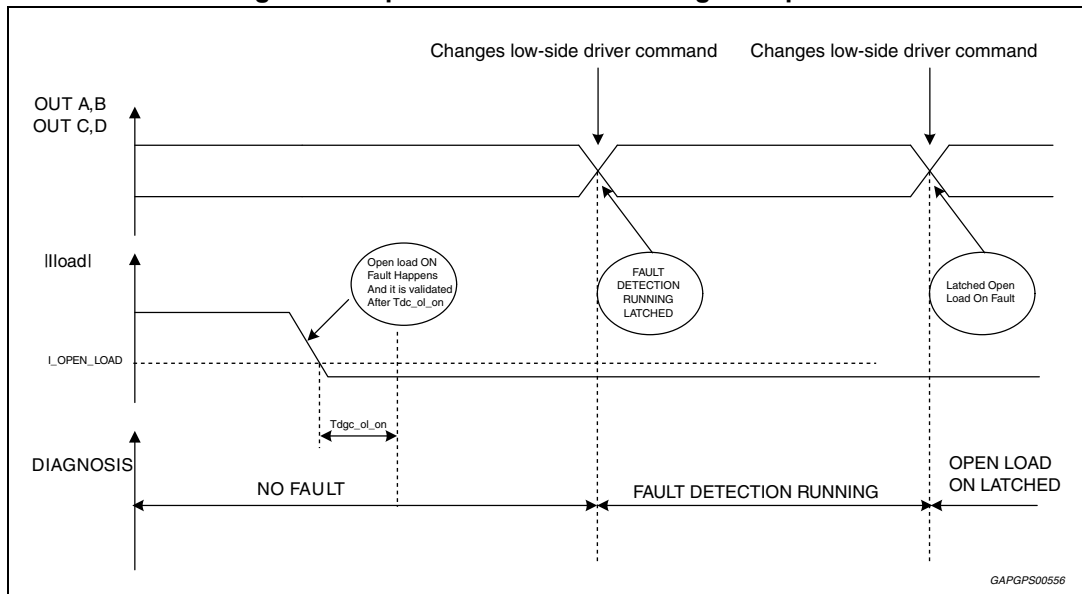 Changes low-side driver command
Changes low-side driver command
OUT A,B
OUT C,D
|Iload|
Open load ON
Fault Happens
And it is validated
After Tdc_ol_on
FAULT
DETECTION
RUNNING
LATCHED
Latched Open
Load On Fault
I_OPEN_LOAD
Tdgc_ol_on
DIAGNOSIS
NO FAULT
FAULT DETECTION RUNNING
OPEN LOAD
ON LATCHED
GAPGPS00556